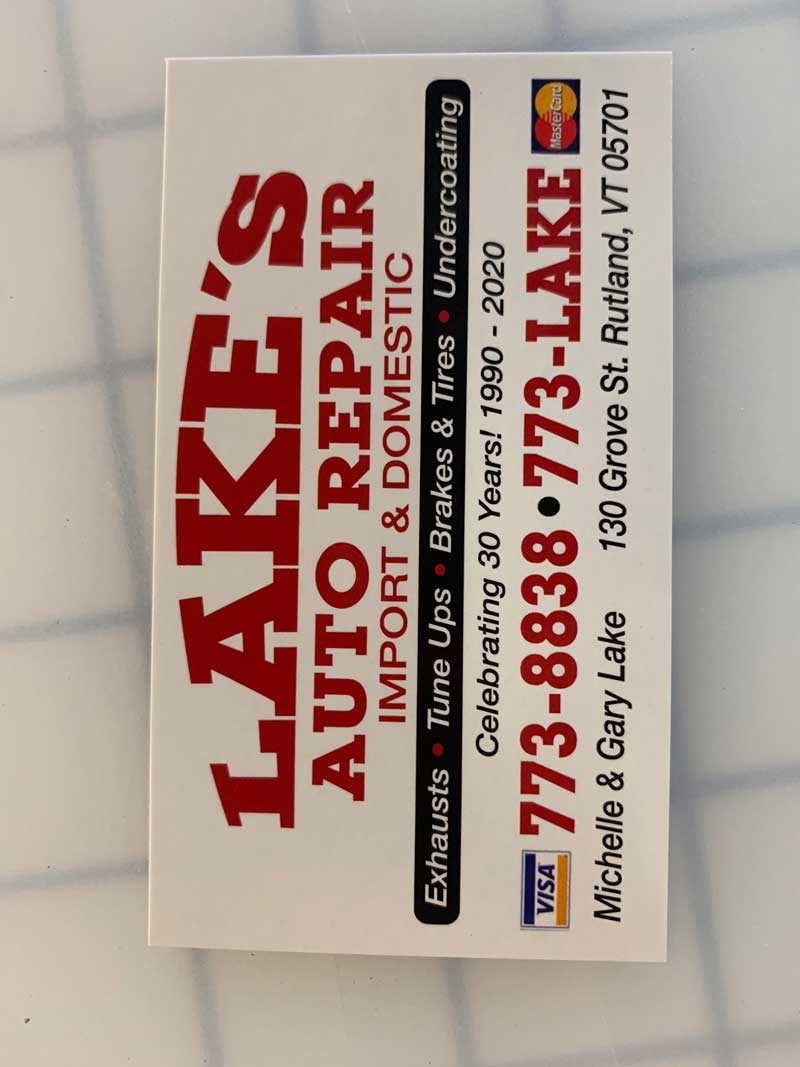 LAKE'S
AUTO REPAIR
IMPORT & DOMESTIC
Exhausts • Tune Ups • Brakes & Tires • Undercoating
Celebrating 30 Years! 1990 - 2020
VISA 773-8838 • 773-LAKE MasterCard
Michelle & Gary Lake 130 Grove St. Rutland, VT 05701